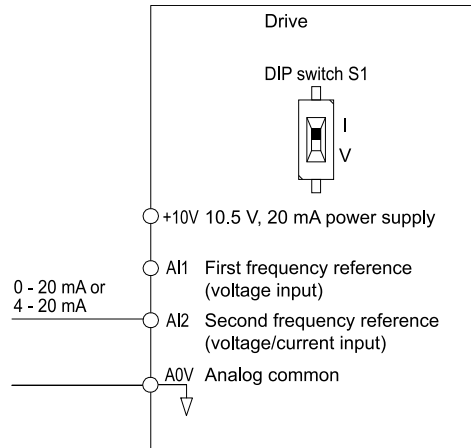 Drive
DIP switch S1
I
V
+10V 10.5 V, 20 mA power supply
AI1 First frequency reference
(voltage input)
0 - 20 mA or
4 - 20 mA
AI2 Second frequency reference
(voltage/current input)
A0V Analog common